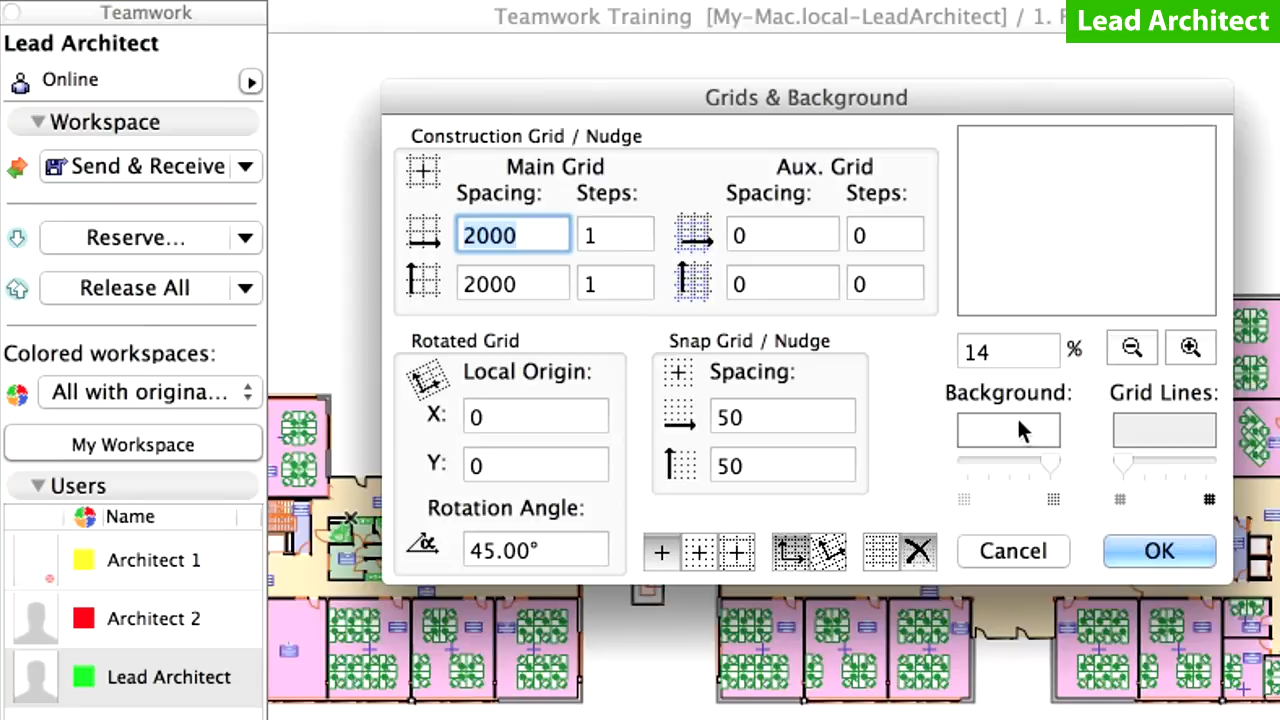 Teamwork
Teamwork Training [My-Mac.local-LeadArchitect] / 1. F
Lead Architect
Lead Architect
Online
Workspace
Send & Receive
Reserve...
Release All
Colored workspaces:
All with origina...
My Workspace
Users
Name
Architect 1
Architect 2
Lead Architect
Grids & Background
Construction Grid / Nudge
Main Grid
Aux. Grid
Spacing: Steps:
Spacing: Steps:
2000 1
0 0
2000 1
0 0
Rotated Grid
Local Origin:
X: 0
Y: 0
Rotation Angle:
α 45.00°
Snap Grid / Nudge
Spacing:
50
50
14 %
Background: Grid Lines:
Cancel OK